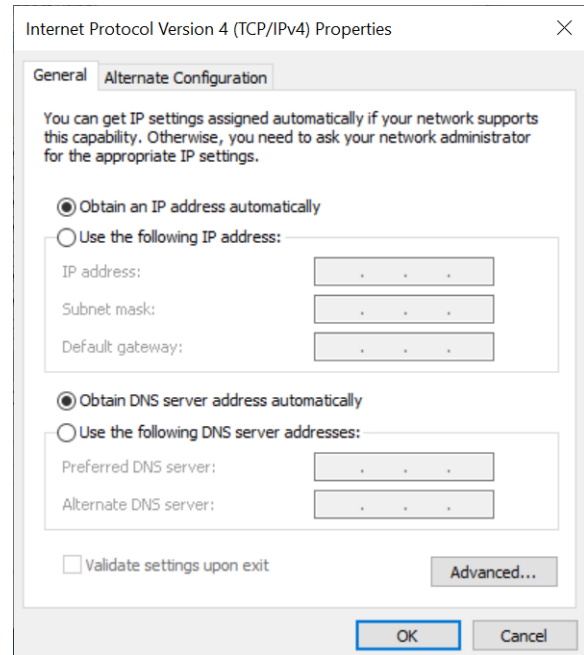 Internet Protocol Version 4 (TCP/IPv4) Properties
General
Alternate Configuration
You can get IP settings assigned automatically if your network supports
this capability. Otherwise, you need to ask your network administrator
for the appropriate IP settings.
Obtain an IP address automatically
Use the following IP address:
IP address:
. . .
Subnet mask:
. . .
Default gateway:
. . .
Obtain DNS server address automatically
Use the following DNS server addresses:
Preferred DNS server:
. . .
Alternate DNS server:
. . .
Validate settings upon exit
Advanced...
OK
Cancel